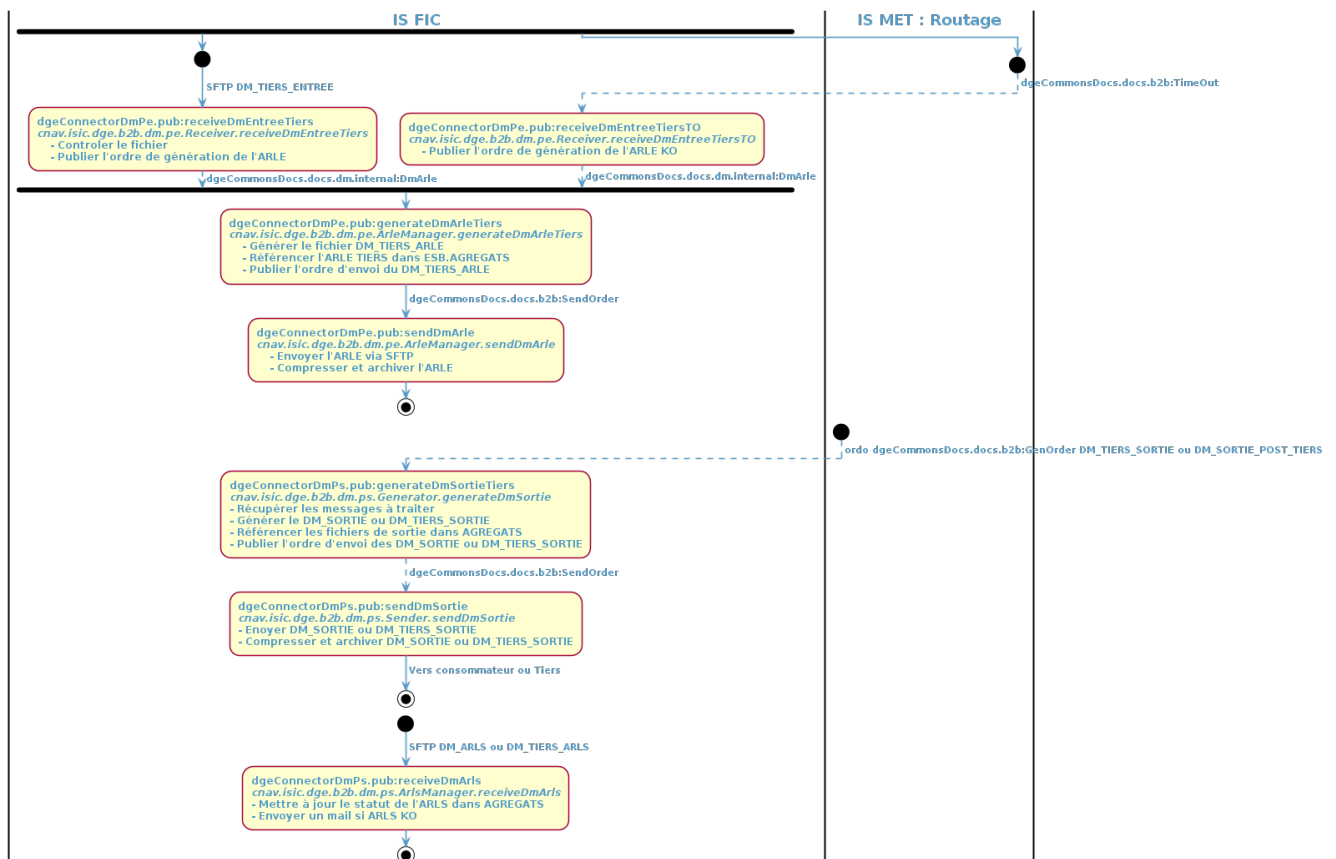 IS FIC
IS MET : Routage
SFTP DM_TIERS_ENTREE
dgeCommonsDocs.docs.b2b:TimeOut
dgeConnectorDmPe.pub:receiveDmEntreeTiers
cnav.isic.dge.b2b.dm.pe.Receiver.receiveDmEntreeTiers
- Controler le fichier
- Publier l'ordre de génération de l'ARLE
dgeConnectorDmPe.pub:receiveDmEntreeTiersTO
cnav.isic.dge.b2b.dm.pe.Receiver.receiveDmEntreeTiersTO
- Publier l'ordre de génération de l'ARLE KO
dgeCommonsDocs.docs.dm.internal:DmArle
dgeCommonsDocs.docs.dm.internal:DmArle
dgeConnectorDmPe.pub:generateDmArleTiers
cnav.isic.dge.b2b.dm.pe.ArleManager.generateDmArleTiers
- Générer le fichier DM_TIERS_ARLE
- Référencer l'ARLE TIERS dans ESB.AGREGATS
- Publier l'ordre d'envoi du DM_TIERS_ARLE
dgeCommonsDocs.docs.b2b:SendOrder
dgeConnectorDmPe.pub:sendDmArle
cnav.isic.dge.b2b.dm.pe.ArleManager.sendDmArle
- Envoyer l'ARLE via SFTP
- Compresser et archiver l'ARLE
ordo dgeCommonsDocs.docs.b2b:GenOrder DM_TIERS_SORTIE ou DM_SORTIE_POST_TIERS
dgeConnectorDmPs.pub:generateDmSortieTiers
cnav.isic.dge.b2b.dm.ps.Generator.generateDmSortie
- Récupérer les messages à traiter
- Générer le DM_SORTIE ou DM_TIERS_SORTIE
- Référencer les fichiers de sortie dans AGREGATS
- Publier l'ordre d'envoi des DM_SORTIE ou DM_TIERS_SORTIE
dgeCommonsDocs.docs.b2b:SendOrder
dgeConnectorDmPs.pub:sendDmSortie
cnav.isic.dge.b2b.dm.ps.Sender.sendDmSortie
- Enoyer DM_SORTIE ou DM_TIERS_SORTIE
- Compresser et archiver DM_SORTIE ou DM_TIERS_SORTIE
Vers consommateur ou Tiers
SFTP DM_ARLS ou DM_TIERS_ARLS
dgeConnectorDmPs.pub:receiveDmArls
cnav.isic.dge.b2b.dm.ps.ArlsManager.receiveDmArls
- Mettre à jour le statut de l'ARLS dans AGREGATS
- Envoyer un mail si ARLS KO